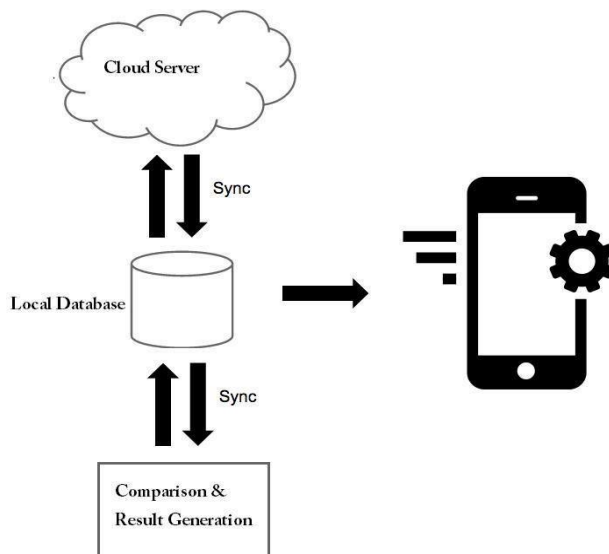 Cloud Server
Sync
Local Database
Sync
Comparison &
Result Generation